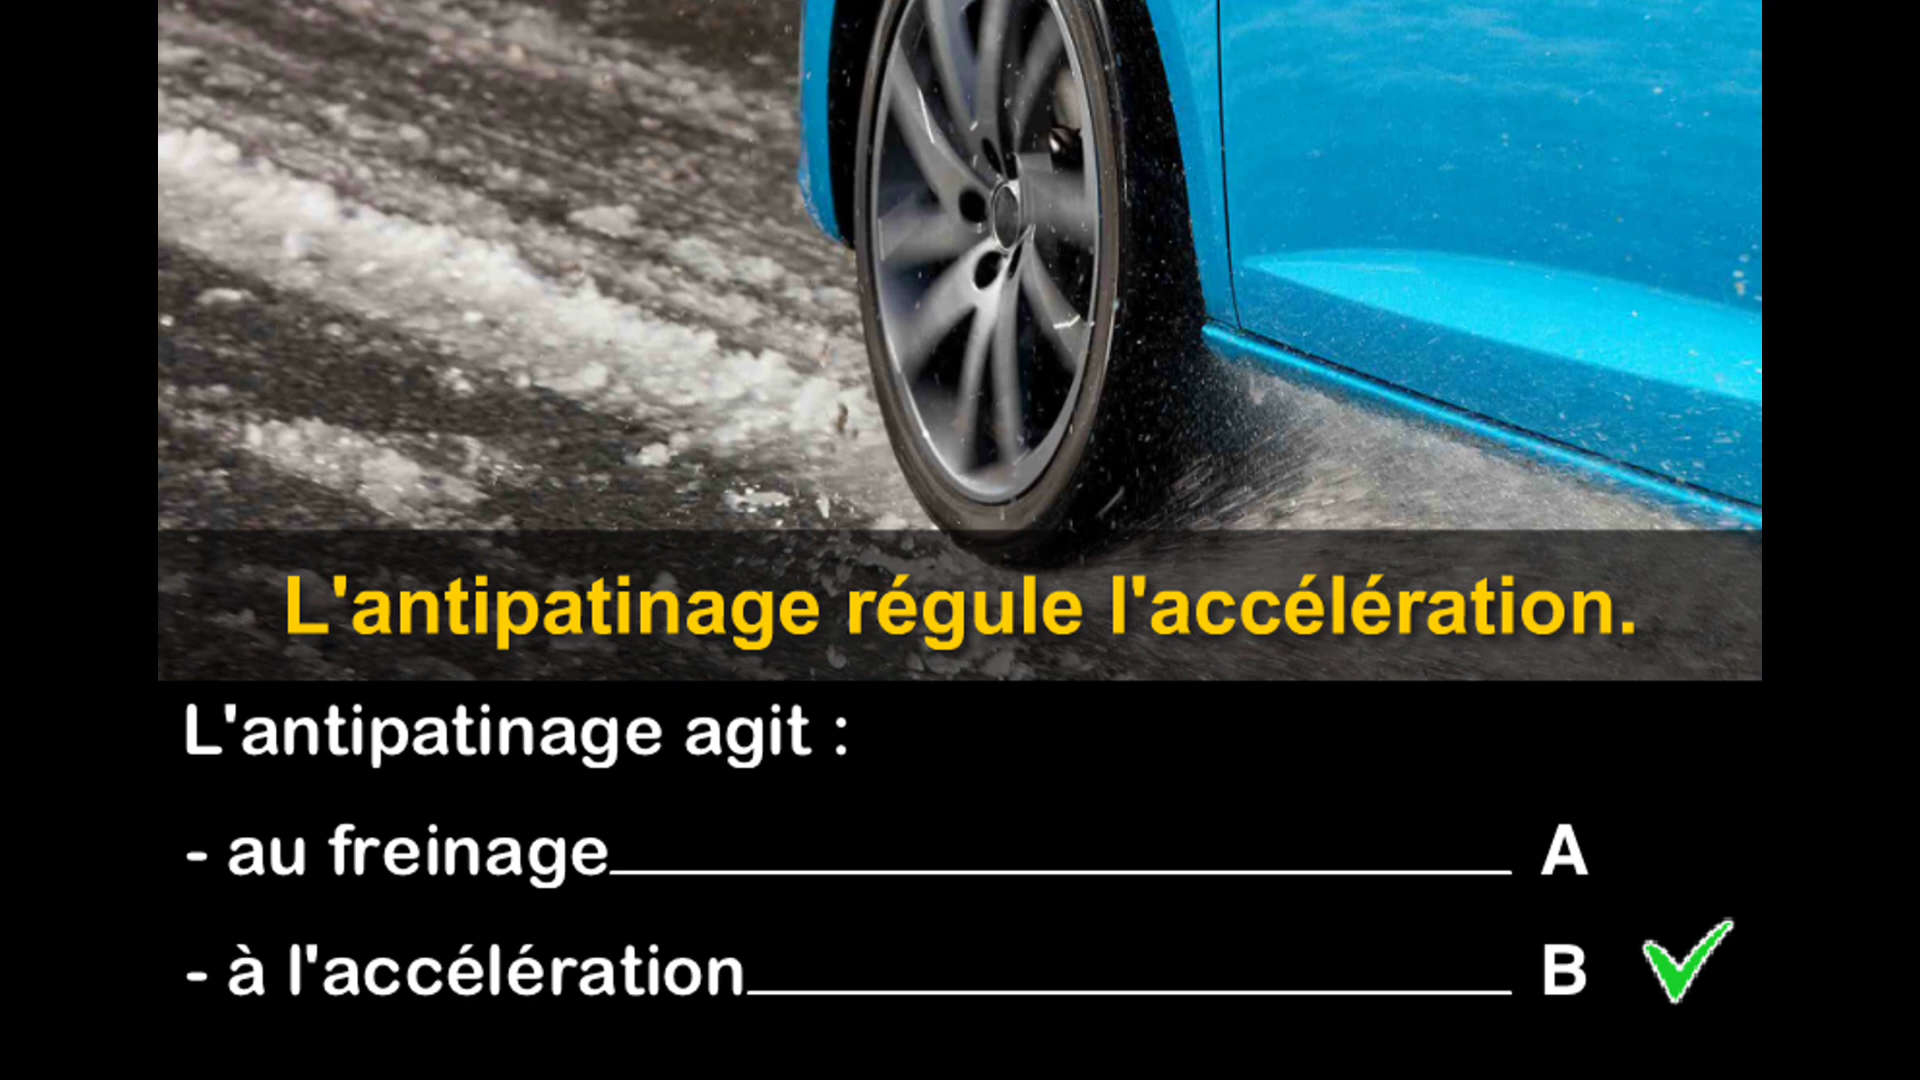 L'antipatinage régule l'accélération.
L'antipatinage agit :
- au freinage A
- à l'accélération B